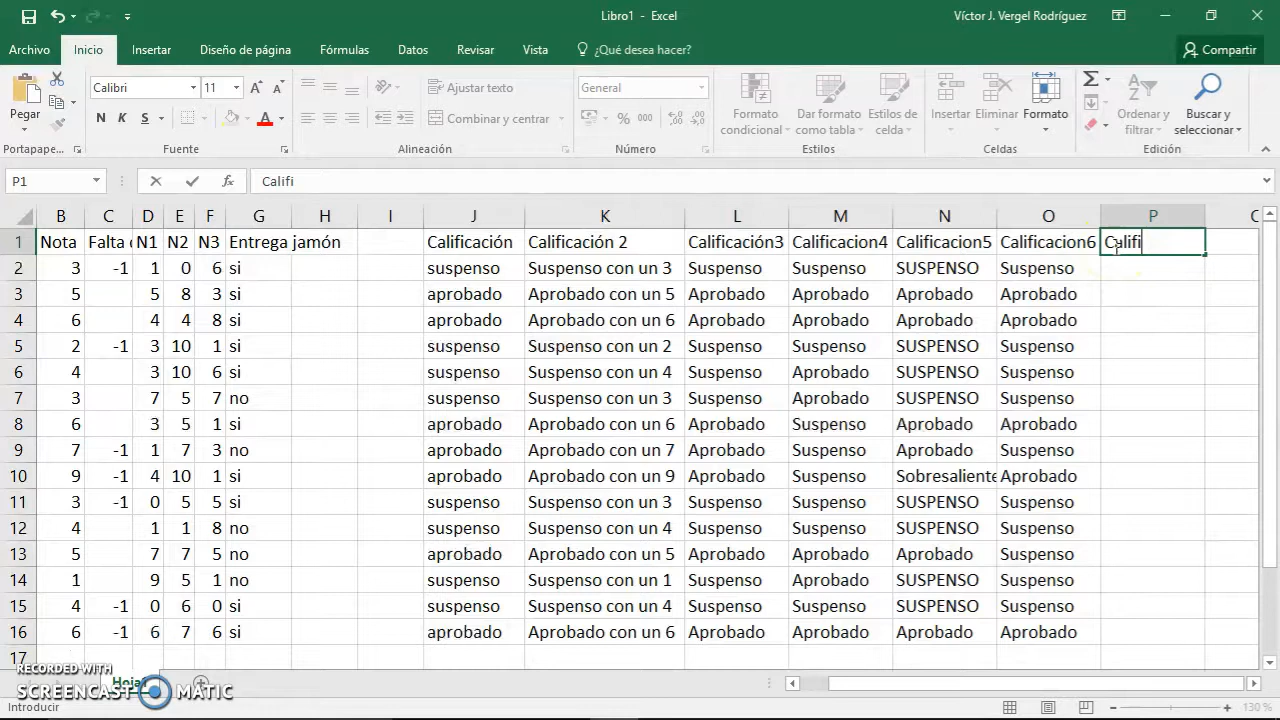 Libro1 - Excel
Víctor J. Vergel Rodríguez
Archivo Inicio Insertar Diseño de página Fórmulas Datos Revisar Vista ¿Qué desea hacer? Compartir
Pegar
Calibri 11
N K S A
Ajustar texto
Combinar y centrar
General
% 000
Formato condicional
Dar formato como tabla
Estilos de celda
Insertar Eliminar Formato
Ordenar y filtrar
Buscar y seleccionar
Portapape... Fuente Alineación Número Estilos Celdas Edición
P1 fx Califi
B C D E F G H I J K L M N O P
1 Nota Falta N1 N2 N3 Entrega jamón Calificación Calificación 2 Calificación3 Calificacion4 Calificacion5 Calificacion6 Califi
2 3 -1 1 0 6 si suspenso Suspenso con un 3 Suspenso Suspenso SUSPENSO Suspenso
3 5 5 8 3 si aprobado Aprobado con un 5 Aprobado Aprobado Aprobado Aprobado
4 6 4 4 8 si aprobado Aprobado con un 6 Aprobado Aprobado Aprobado Aprobado
5 2 -1 3 10 1 si suspenso Suspenso con un 2 Suspenso Suspenso SUSPENSO Suspenso
6 4 3 10 6 si suspenso Suspenso con un 4 Suspenso Aprobado SUSPENSO Suspenso
7 3 7 5 7 no suspenso Suspenso con un 3 Suspenso Aprobado SUSPENSO Suspenso
8 6 3 5 1 si aprobado Aprobado con un 6 Aprobado Suspenso Aprobado Aprobado
9 7 -1 1 7 3 no aprobado Aprobado con un 7 Aprobado Suspenso Aprobado Suspenso
10 9 -1 4 10 1 si aprobado Aprobado con un 9 Aprobado Suspenso Sobresaliente Aprobado
11 3 -1 0 5 5 si suspenso Suspenso con un 3 Suspenso Suspenso SUSPENSO Suspenso
12 4 1 1 8 no suspenso Suspenso con un 4 Suspenso Suspenso SUSPENSO Suspenso
13 5 7 7 5 no aprobado Aprobado con un 5 Aprobado Aprobado Aprobado Suspenso
14 1 9 5 1 no suspenso Suspenso con un 1 Suspenso Aprobado SUSPENSO Suspenso
15 4 -1 0 6 0 si suspenso Suspenso con un 4 Suspenso Suspenso SUSPENSO Suspenso
16 6 -1 6 7 6 si aprobado Aprobado con un 6 Aprobado Aprobado Aprobado Aprobado
17
RECORDED WITH
SCREENCAST MATIC
Introducir
130 %